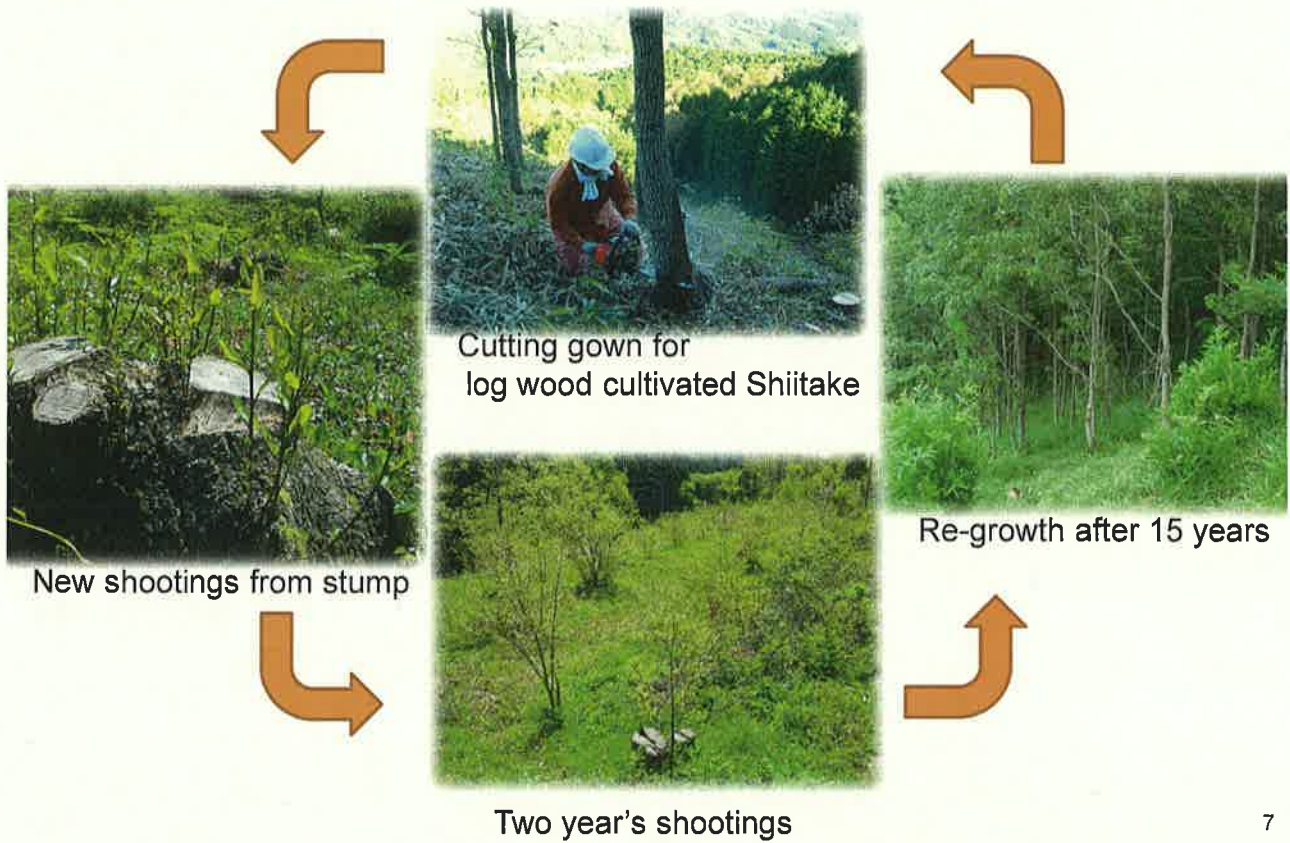 Cutting gown for
log wood cultivated Shiitake
New shootings from stump
Re-growth after 15 years
Two year's shootings
7